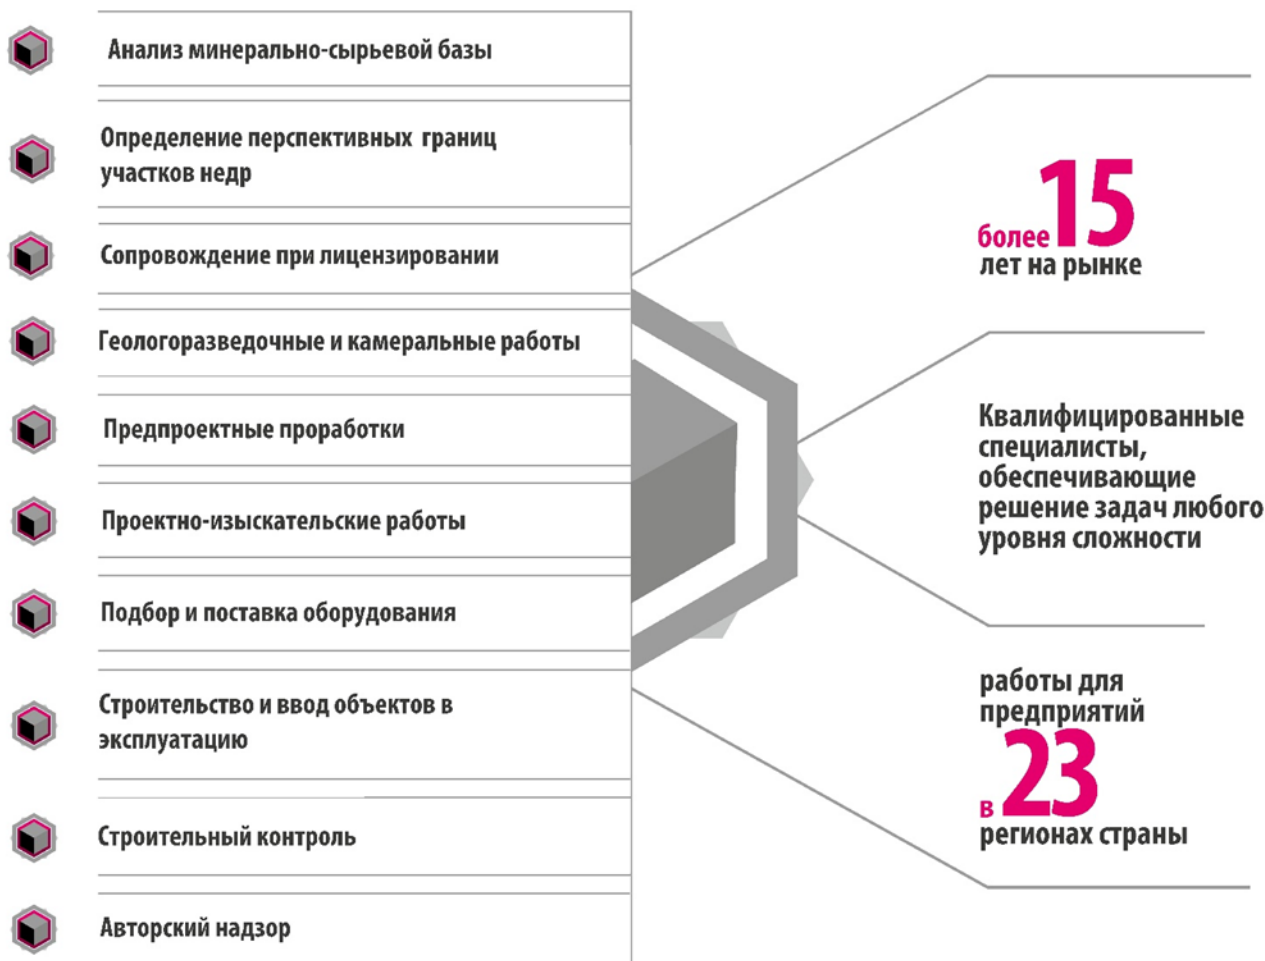 Анализ минерально-сырьевой базы
Определение перспективных границ
участков недр
Сопровождение при лицензировании
Геологоразведочные и камеральные работы
Предпроектные проработки
Проектно-изыскательские работы
Подбор и поставка оборудования
Строительство и ввод объектов в
эксплуатацию
Строительный контроль
Авторский надзор
более 15
лет на рынке
Квалифицированные
специалисты,
обеспечивающие
решение задач любого
уровня сложности
работы для
предприятий
в 23
регионах страны